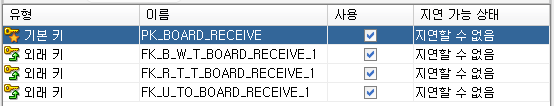 유형 이름 사용 지연 가능 상태
기본 키 PK_BOARD_RECEIVE 지연할 수 없음
외래 키 FK_B_W_T_BOARD_RECEIVE_1 지연할 수 없음
외래 키 FK_R_T_T_BOARD_RECEIVE_1 지연할 수 없음
외래 키 FK_U_TO_BOARD_RECEIVE_1 지연할 수 없음